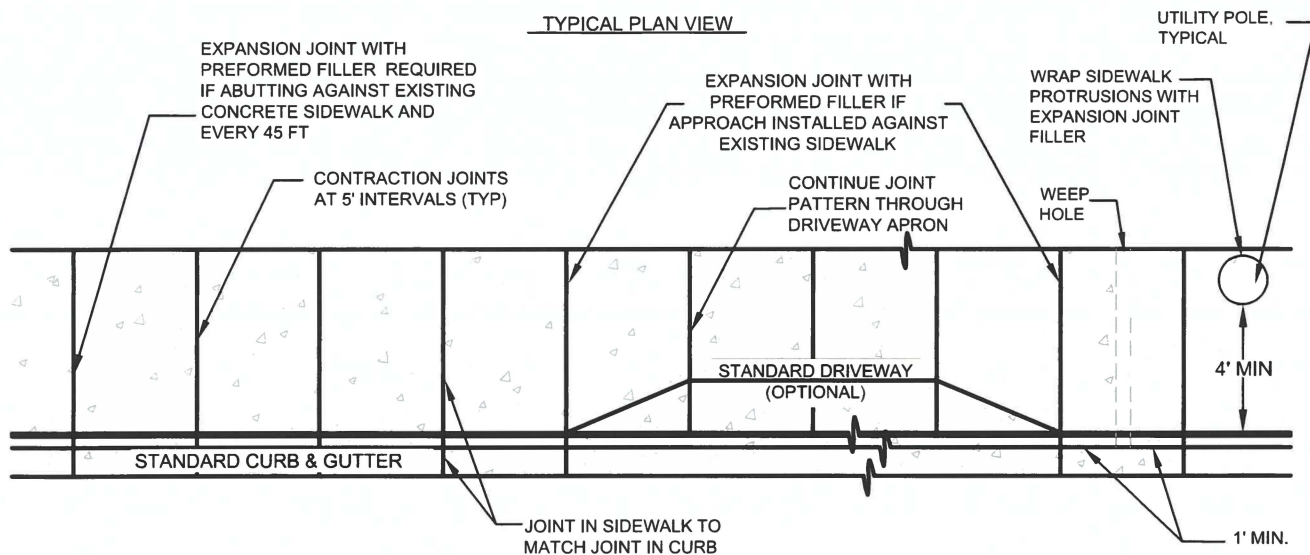 TYPICAL PLAN VIEW
UTILITY POLE,
TYPICAL
EXPANSION JOINT WITH
PREFORMED FILLER REQUIRED
IF ABUTTING AGAINST EXISTING
CONCRETE SIDEWALK AND
EVERY 45 FT
EXPANSION JOINT WITH
PREFORMED FILLER IF
APPROACH INSTALLED AGAINST
EXISTING SIDEWALK
WRAP SIDEWALK
PROTRUSIONS WITH
EXPANSION JOINT
FILLER
CONTRACTION JOINTS
AT 5' INTERVALS (TYP)
CONTINUE JOINT
PATTERN THROUGH
DRIVEWAY APRON
WEEP
HOLE
4' MIN
STANDARD DRIVEWAY
(OPTIONAL)
STANDARD CURB & GUTTER
JOINT IN SIDEWALK TO
MATCH JOINT IN CURB
1' MIN.